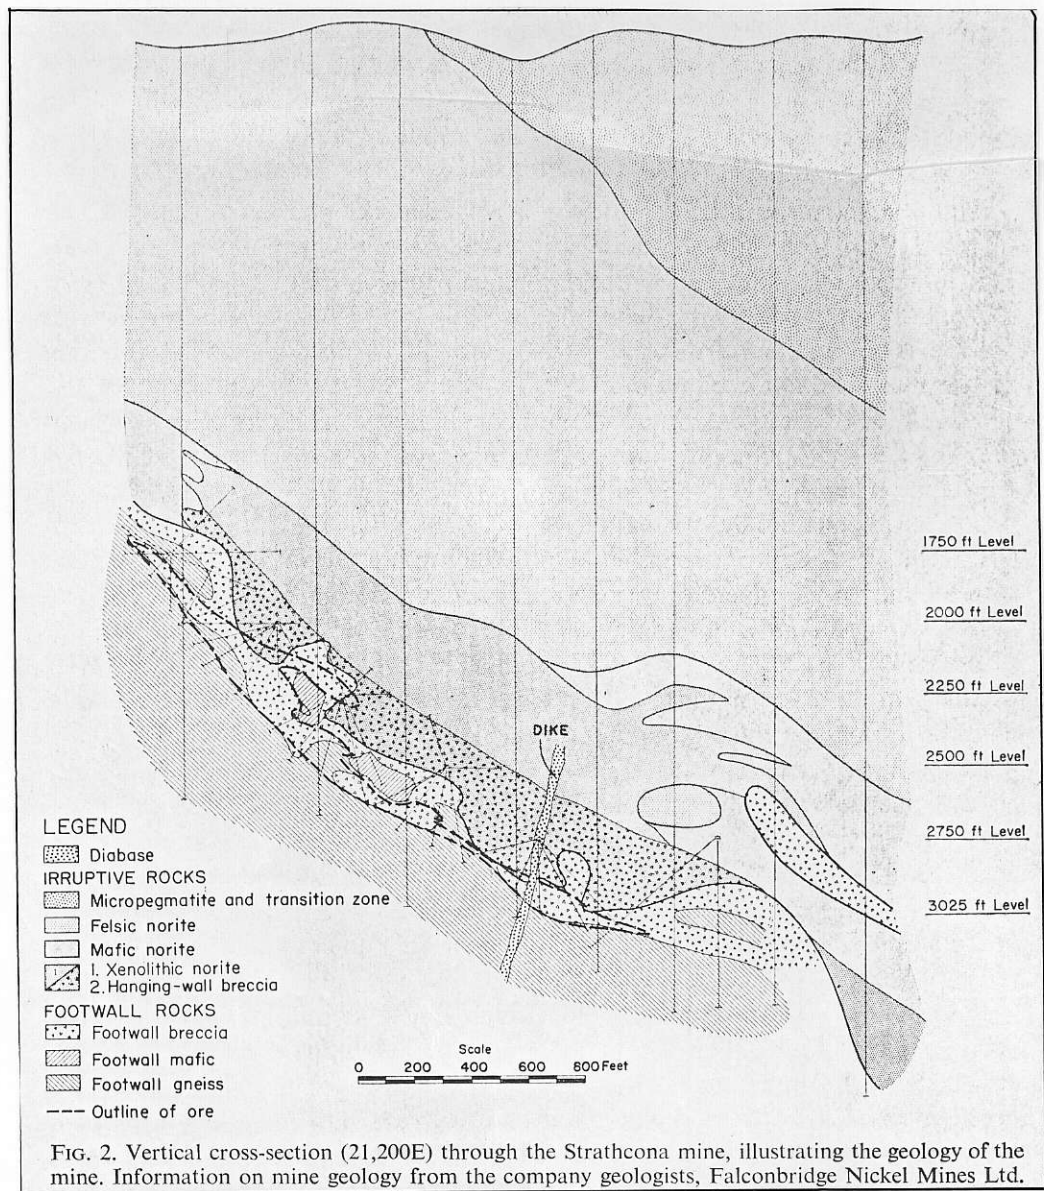 1750 ft Level
2000 ft Level
2250 ft Level
DIKE
2500 ft Level
2750 ft Level
3025 ft Level
LEGEND
Diabase
IRRUPTIVE ROCKS
Micropegmatite and transition zone
Felsic norite
Mafic norite
1. Xenolithic norite
2. Hanging-wall breccia
FOOTWALL ROCKS
Footwall breccia
Footwall mafic
Footwall gneiss
Outline of ore
Scale
0 200 400 600 800 Feet
FIG. 2. Vertical cross-section (21,200E) through the Strathcona mine, illustrating the geology of the
mine. Information on mine geology from the company geologists, Falconbridge Nickel Mines Ltd.